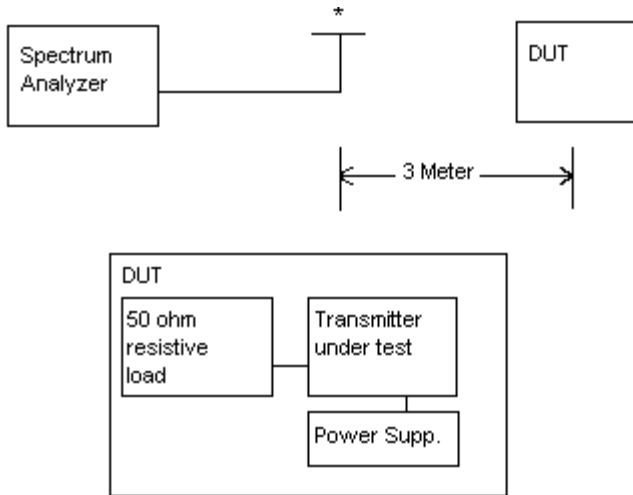 *
Spectrum
Analyzer
DUT
3 Meter
DUT
50 ohm
resistive
load
Transmitter
under test
Power Supp.